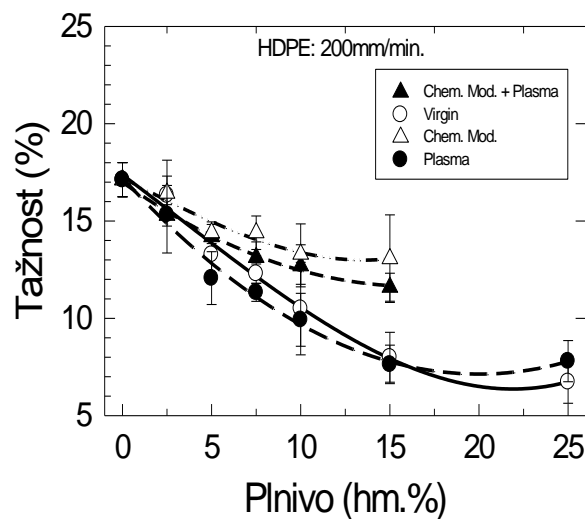 HDPE: 200mm/min.
Chem. Mod. + Plasma
Virgin
Chem. Mod.
Plasma
Tažnost (%)
25
20
15
10
5
0 5 10 15 20 25
Plnivo (hm.%)